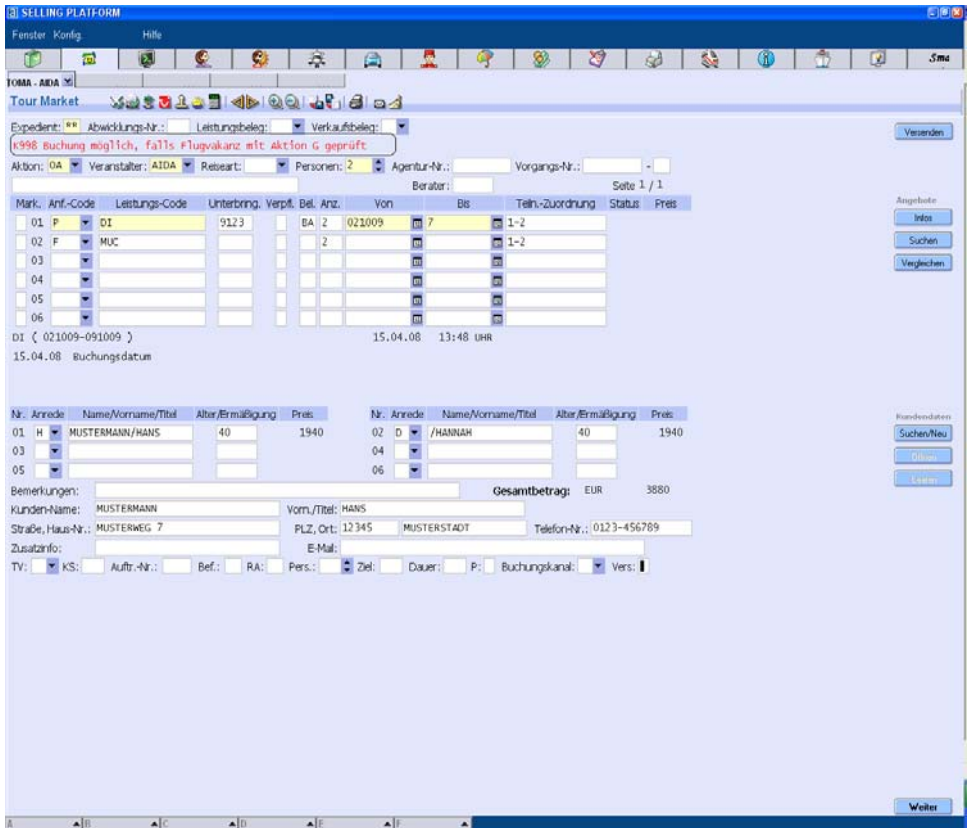 SELLING PLATFORM
Fenster Konfig. Hilfe
Sma
TOMA - AIDA
Tour Market
Expedient: ** Abwicklungs-Nr.: Leistungsbeleg: Verkaufsbeleg:
Versenden
K998 Buchung möglich, falls Flugvakanz mit Aktion G geprüft
Aktion: OA Veranstalter: AIDA Reiseart: Personen: 2 Agentur-Nr.: Vorgangs-Nr.: -
Berater: Seite 1 / 1
Mark. Anf.-Code Leistungs-Code Unterbring. Verpfl. Bel. Anz. Von Bis Teiln.-Zuordnung Status Preis
Angebote
01 P DI 9123 BA 2 021009 7 1-2
Infos
02 F MUC 2 1-2
Suchen
03
Vergleichen
04
05
06
DI ( 021009-091009 ) 15.04.08 13:48 UHR
15.04.08 Buchungsdatum
Nr. Anrede Name/Vorname/Titel Alter/Ermäßigung Preis Nr. Anrede Name/Vorname/Titel Alter/Ermäßigung Preis
Kundendaten
01 H MUSTERMANN/HANS 40 1940 02 D /HANNAH 40 1940
Suchen/Neu
03 04
Öffnen
05 06
Leeren
Bemerkungen: Gesamtbetrag: EUR 3880
Kunden-Name: MUSTERMANN Vorn./Titel: HANS
Straße, Haus-Nr.: MUSTERWEG 7 PLZ, Ort: 12345 MUSTERSTADT Telefon-Nr.: 0123-456789
Zusatzinfo: E-Mail:
TV: KS: Auftr.-Nr.: Bef.: RA: Pers.: Ziel: Dauer: P: Buchungskanal: Vers:
Weiter
A B C D E F